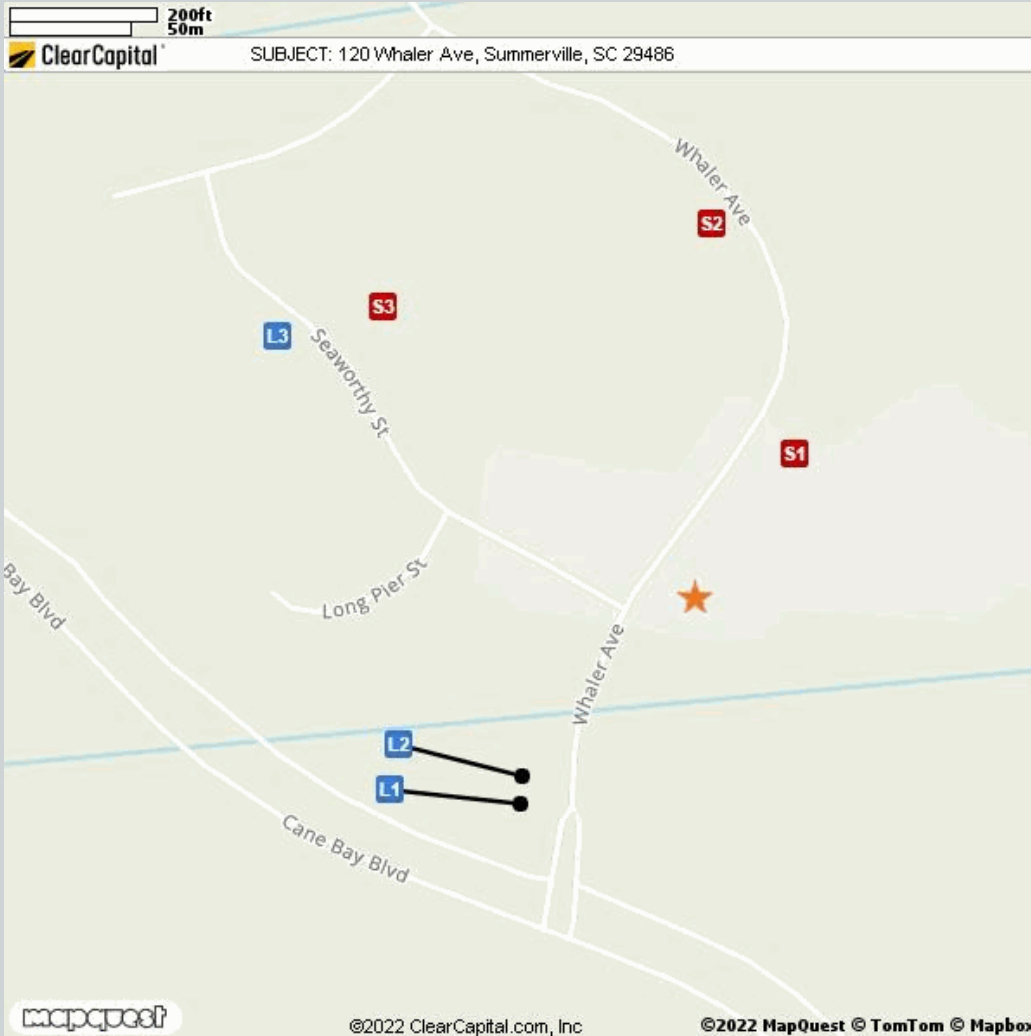 200ft
50m
ClearCapital
SUBJECT: 120 Whaler Ave, Summerville, SC 29486
Whaler Ave
S2
S3
L3
Seaworthy St
S1
Bay Blvd
Long Pier St
Whaler Ave
L2
L1
Cane Bay Blvd
mapquest
©2022 ClearCapital.com, Inc
©2022 MapQuest © TomTom © Mapbox